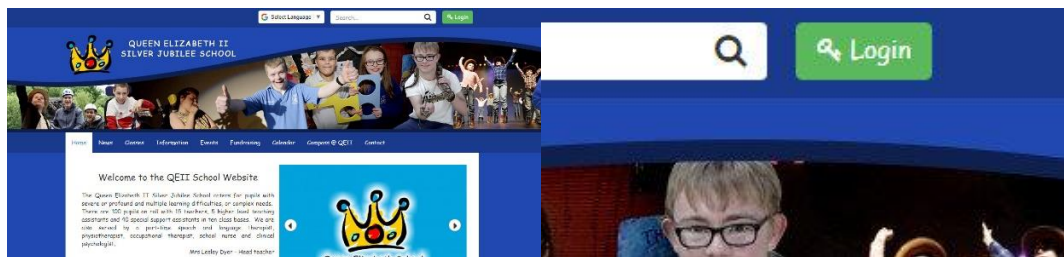 Select Language ▼
Search...
Login
QUEEN ELIZABETH II
SILVER JUBILEE SCHOOL
Home News Classes Information Events Fundraising Calendar Compass @ QEII Contact
Welcome to the QEII School Website
The Queen Elizabeth II Silver Jubilee School caters for pupils with
severe or profound and multiple learning difficulties, or complex needs.
There are 100 pupils on roll with 15 teachers, 5 higher level teaching
assistants and 40 special support assistants in ten class bases. We are
also served by a part-time speech and language therapist,
physiotherapist, occupational therapist, school nurse and clinical
psychologist.
Mrs Lesley Dyer - Head teacher
Queen Elizabeth School
Login